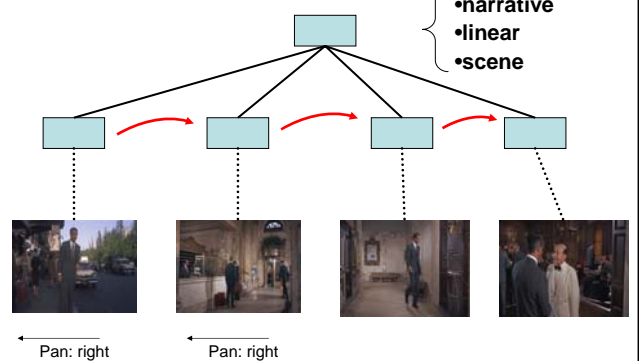 •narrative
•linear
•scene
Pan: right
Pan: right